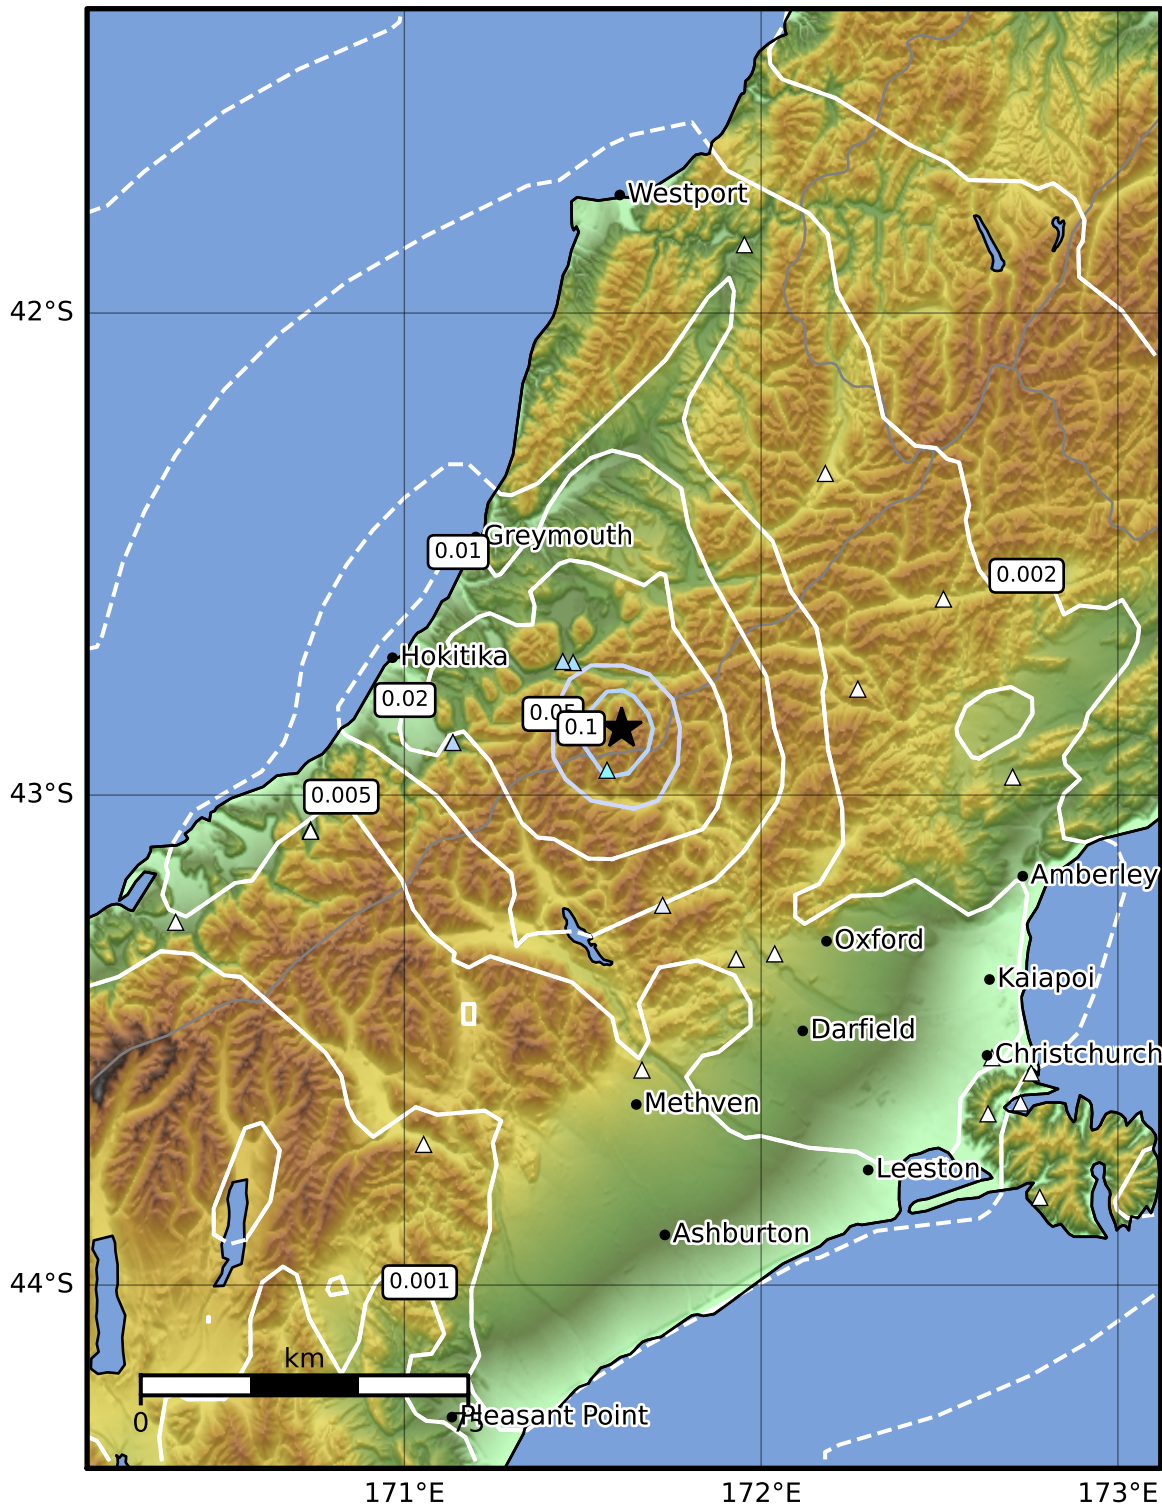 Westport
42°S
Greymouth
0.01
0.002
Hokitika
0.02
0.05
0.1
43°S
0.005
Amberley
Oxford
Kaiapoi
Darfield
Christchurch
Methven
Leeston
Ashburton
44°S
0.001
km
0 75
Pleasant Point
171°E 172°E 173°E